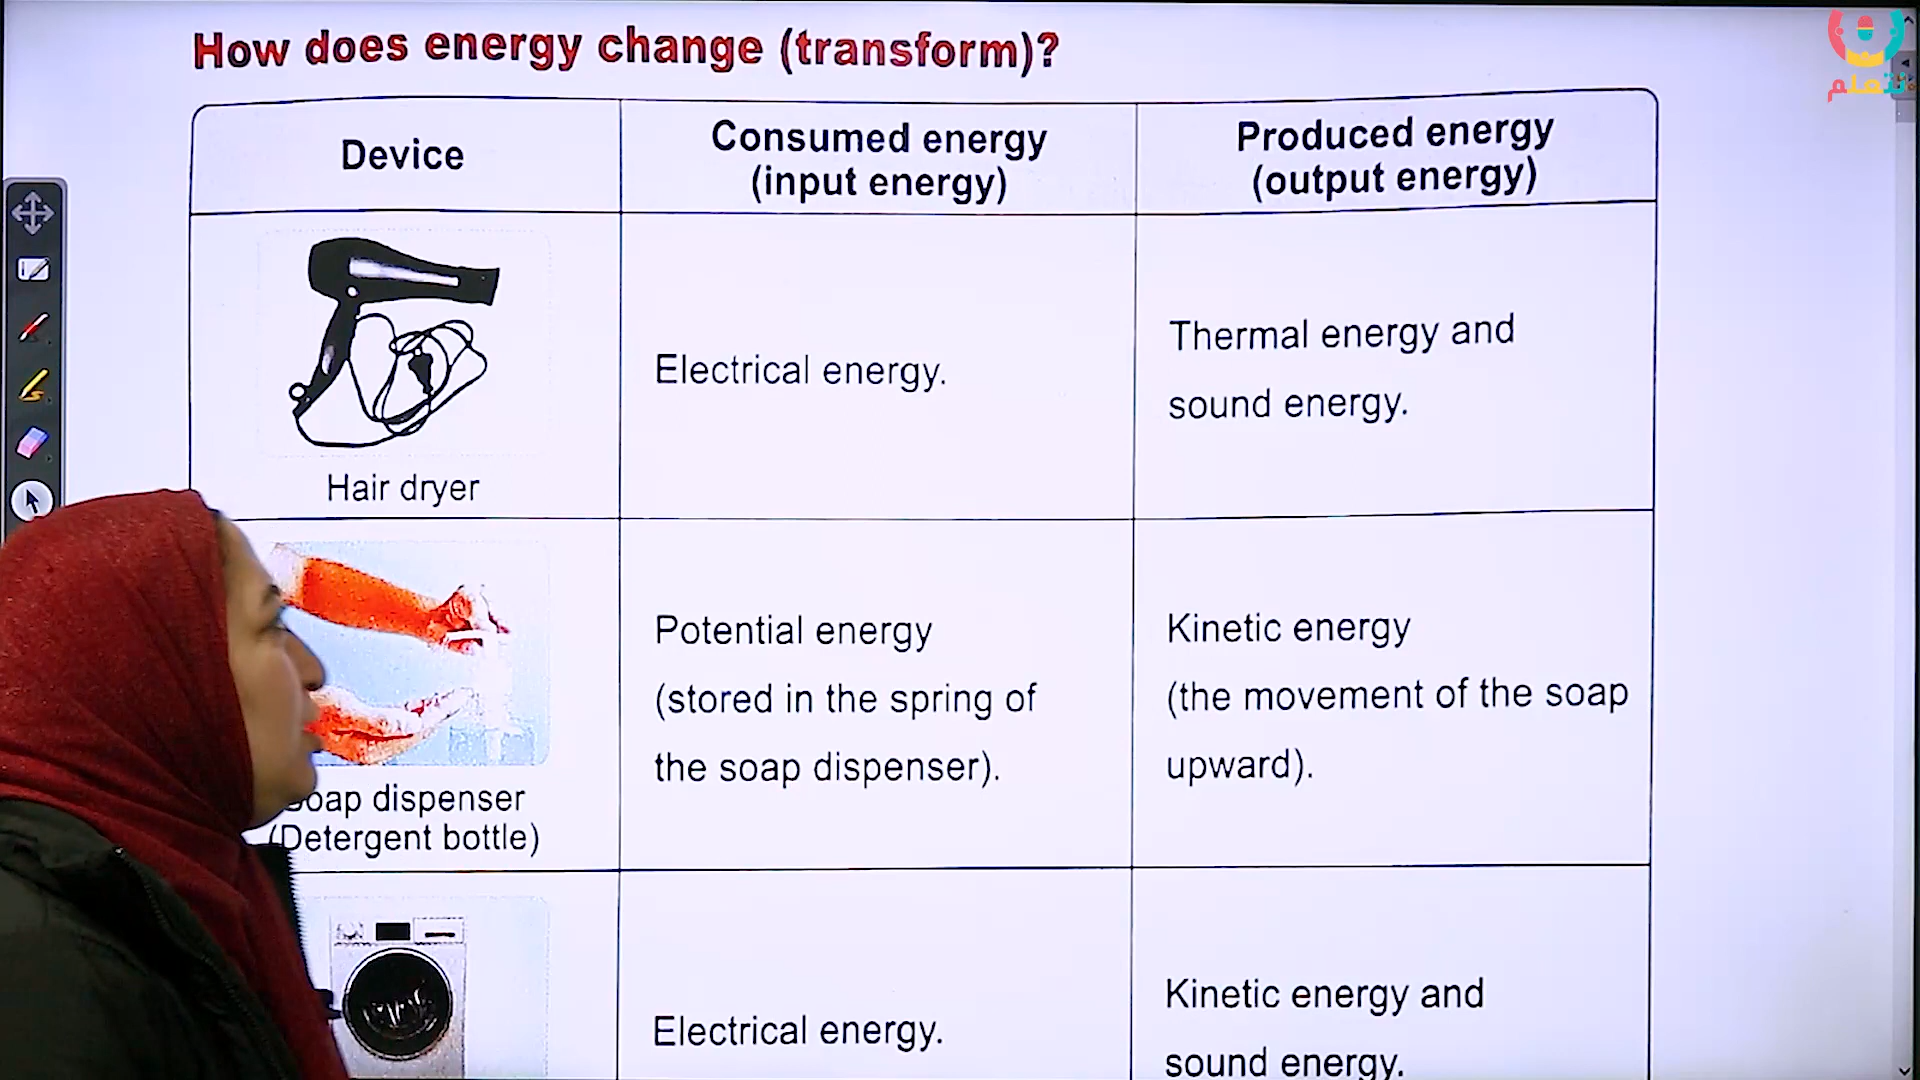 How does energy change (transform)?
Device
Consumed energy
(input energy)
Produced energy
(output energy)
Hair dryer
Electrical energy.
Thermal energy and
sound energy.
Soap dispenser
(Detergent bottle)
Potential energy
(stored in the spring of
the soap dispenser).
Kinetic energy
(the movement of the soap
upward).
Electrical energy.
Kinetic energy and
sound energy.
نتعلم